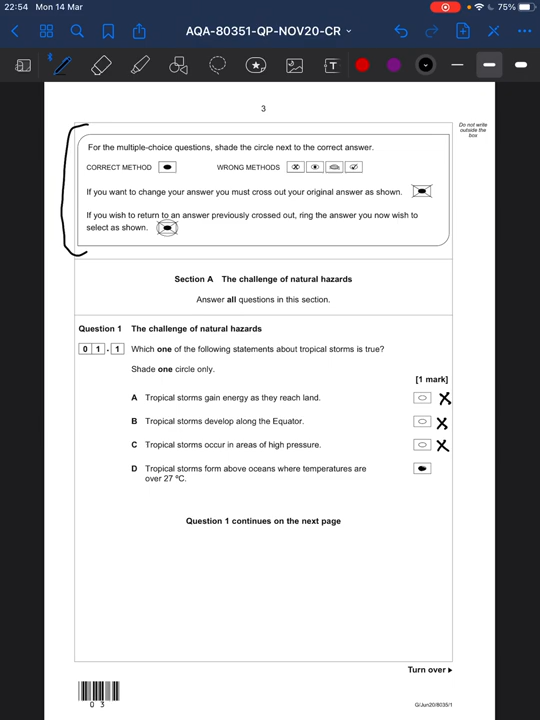 22:54 Mon 14 Mar
75%
AQA-80351-QP-NOV20-CR
3
Do not write
outside the
box
For the multiple-choice questions, shade the circle next to the correct answer.
CORRECT METHOD WRONG METHODS
If you want to change your answer you must cross out your original answer as shown.
If you wish to return to an answer previously crossed out, ring the answer you now wish to
select as shown.
Section A The challenge of natural hazards
Answer all questions in this section.
Question 1 The challenge of natural hazards
0 1 . 1 Which one of the following statements about tropical storms is true?
Shade one circle only.
[1 mark]
A Tropical storms gain energy as they reach land.
B Tropical storms develop along the Equator.
C Tropical storms occur in areas of high pressure.
D Tropical storms form above oceans where temperatures are
over 27 ºC.
Question 1 continues on the next page
Turn over ►
0 3
G/Jun20/8035/1